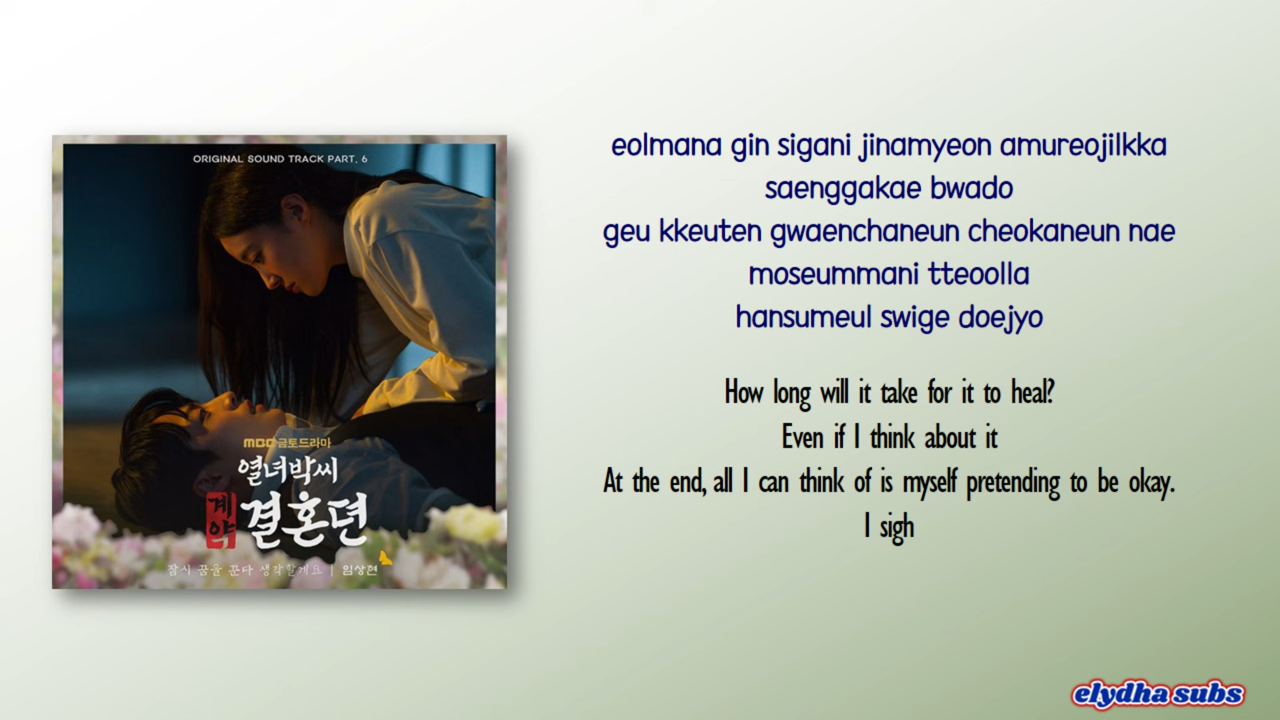 ORIGINAL SOUND TRACK PART. 6
MBC금토드라마
열녀박씨
계약
결혼뎐
잠시 꿈을 꾼다 생각할게요 | 임상현
eolmana gin sigani jinamyeon amureojilkka
saenggakae bwado
geu kkeuten gwaenchaneun cheokaneun nae
moseummani tteoolla
hansumeul swige doejyo
How long will it take for it to heal?
Even if I think about it
At the end, all I can think of is myself pretending to be okay.
I sigh
elydha subs